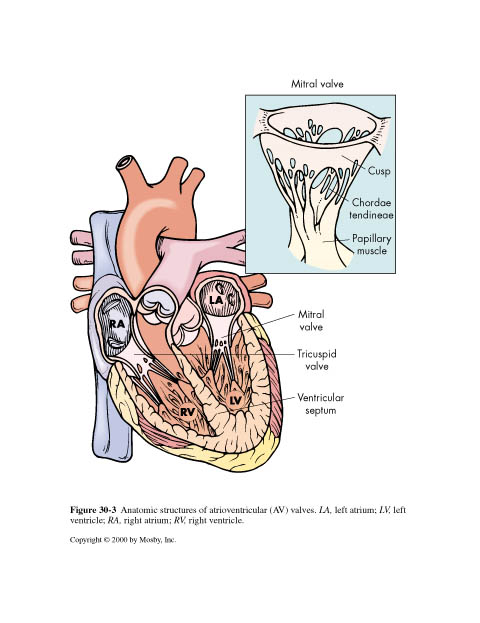 Mitral valve
Cusp
Chordae
tendineae
Papillary
muscle
LA
RA
Mitral
valve
Tricuspid
valve
Ventricular
septum
LV
RV
Figure 30-3 Anatomic structures of atrioventricular (AV) valves. LA, left atrium; LV, left
ventricle; RA, right atrium; RV, right ventricle.
Copyright © 2000 by Mosby, Inc.